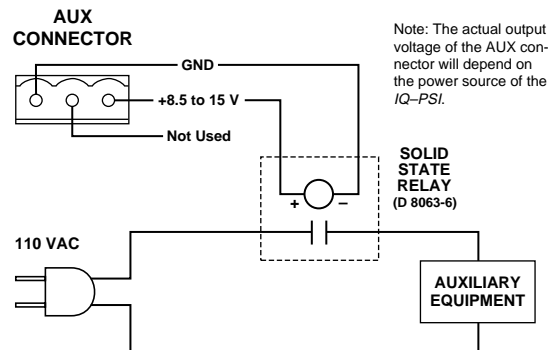 AUX
CONNECTOR
Note: The actual output
voltage of the AUX con-
nector will depend on
the power source of the
IQ–PSI.
GND
+8.5 to 15 V
Not Used
SOLID
STATE
RELAY
(D 8063-6)
+ –
110 VAC
AUXILIARY
EQUIPMENT